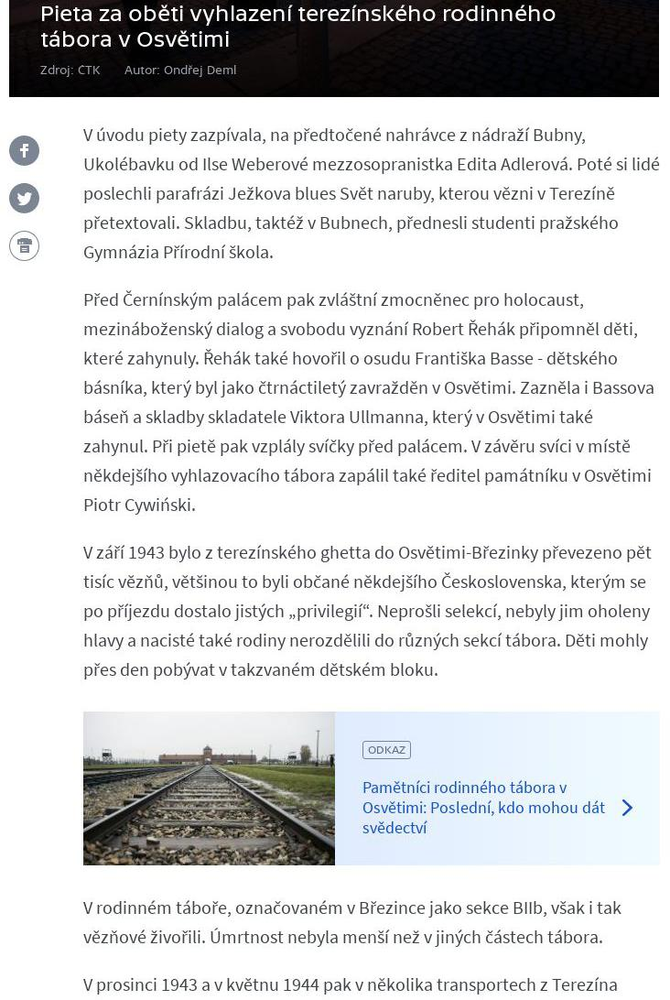 Pieta za oběti vyhlazení terezínského rodinného
tábora v Osvětimi
Zdroj: ČTK Autor: Ondřej Deml
V úvodu piety zazpívala, na předtočené nahrávce z nádraží Bubny,
Ukolébavku od Ilse Weberové mezzosopranistka Edita Adlerová. Poté si lidé
poslechli parafrázi Ježkova blues Svět naruby, kterou vězni v Terezíně
přetextovali. Skladbu, taktéž v Bubnech, přednesli studenti pražského
Gymnázia Přírodní škola.
Před Černínským palácem pak zvláštní zmocněnec pro holocaust,
mezináboženský dialog a svobodu vyznání Robert Řehák připomněl děti,
které zahynuly. Řehák také hovořil o osudu Františka Basse - dětského
básníka, který byl jako čtrnáctiletý zavražděn v Osvětimi. Zazněla i Bassova
báseň a skladby skladatele Viktora Ullmanna, který v Osvětimi také
zahynul. Při pietě pak vzplály svíčky před palácem. V závěru svíci v místě
někdejšího vyhlazovacího tábora zapálil také ředitel památníku v Osvětimi
Piotr Cywiński.
V září 1943 bylo z terezínského ghetta do Osvětimi-Březinky převezeno pět
tisíc vězňů, většinou to byli občané někdejšího Československa, kterým se
po příjezdu dostalo jistých „privilegií“. Neprošli selekcí, nebyly jim oholeny
hlavy a nacisté také rodiny nerozdělili do různých sekcí tábora. Děti mohly
přes den pobývat v takzvaném dětském bloku.
ODKAZ
Pamětníci rodinného tábora v
Osvětimi: Poslední, kdo mohou dát
svědectví
V rodinném táboře, označovaném v Březince jako sekce BIIb, však i tak
vězňové živořili. Úmrtnost nebyla menší než v jiných částech tábora.
V prosinci 1943 a v květnu 1944 pak v několika transportech z Terezína